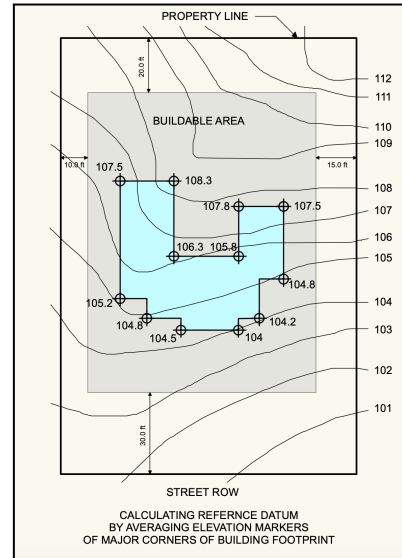 PROPERTY LINE
112
111
20.0 ft
110
BUILDABLE AREA
109
10.0 ft
15.0 ft
107.5
108.3
108
107.8
107.5
107
106.3
105.8
106
105
104.8
105.2
104.8
104.2
104
104.5
104
103
102
30.0 ft
101
STREET ROW
CALCULATING REFERNCE DATUM
BY AVERAGING ELEVATION MARKERS
OF MAJOR CORNERS OF BUILDING FOOTPRINT